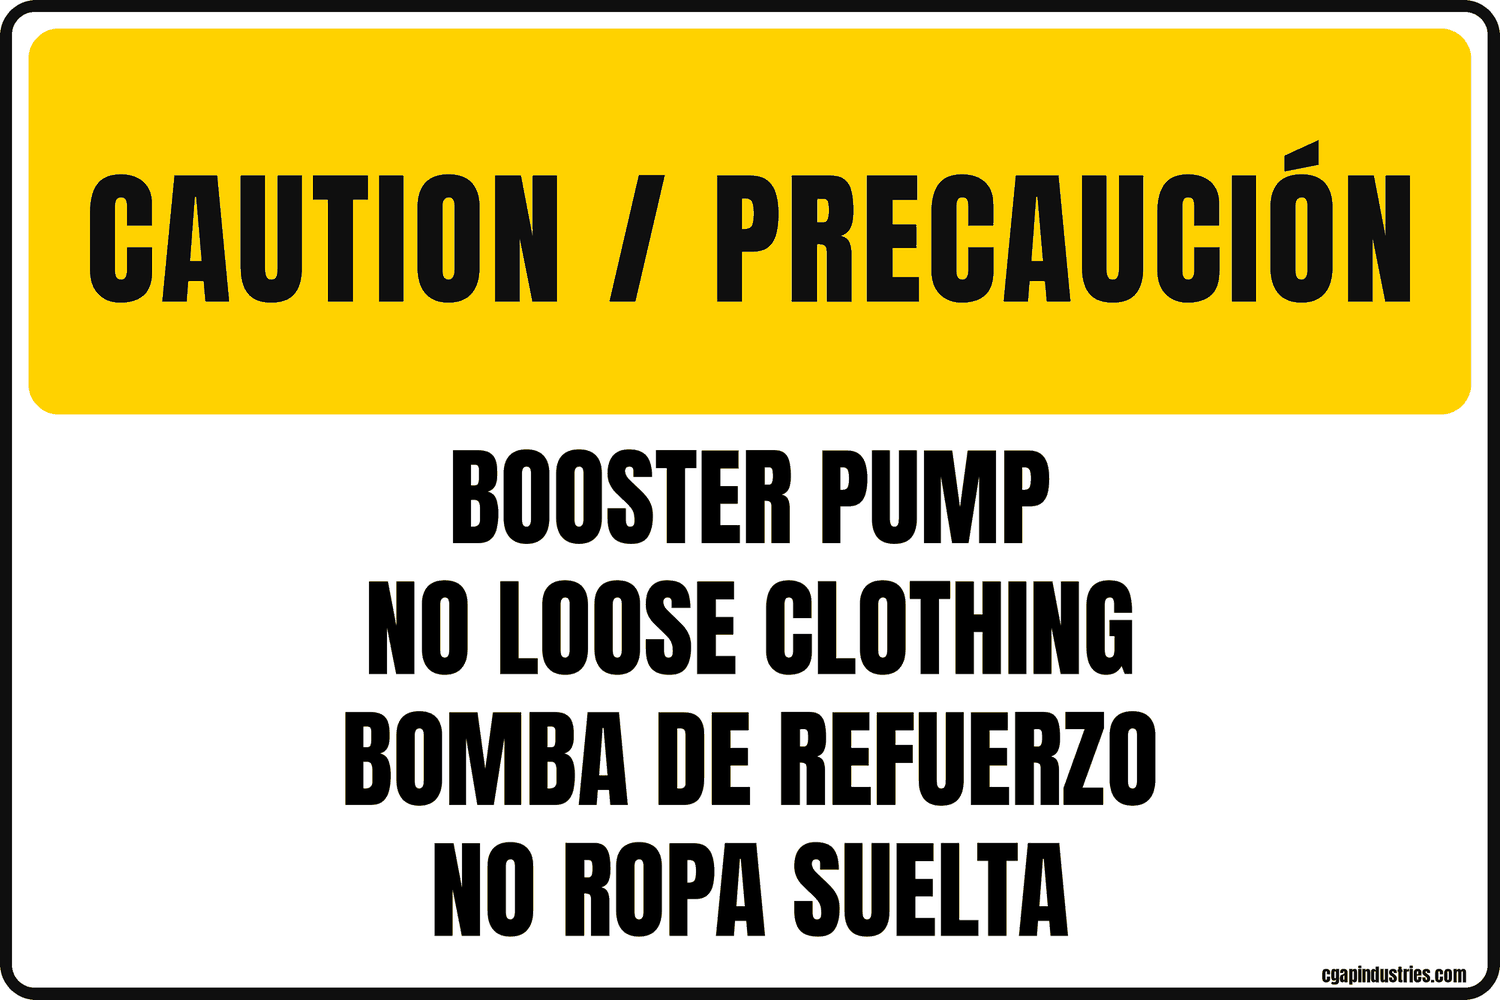 CAUTION / PRECAUCIÓN
BOOSTER PUMP
NO LOOSE CLOTHING
BOMBA DE REFUERZO
NO ROPA SUELTA
cgapindustries.com